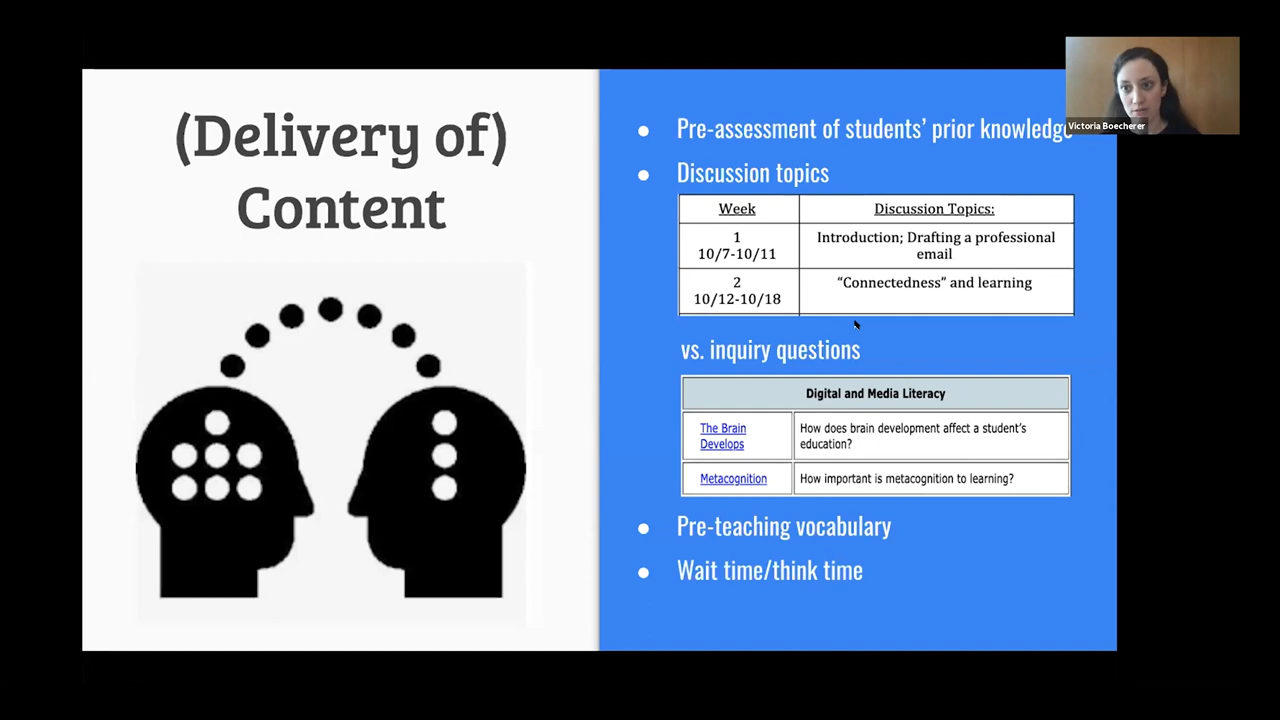 (Delivery of)
Content
Victoria Boecherer
Pre-assessment of students’ prior knowledge
Discussion topics
Week
Discussion Topics:
1
10/7-10/11
Introduction; Drafting a professional
email
2
10/12-10/18
“Connectedness” and learning
vs. inquiry questions
Digital and Media Literacy
The Brain
Develops
How does brain development affect a student's
education?
Metacognition
How important is metacognition to learning?
Pre-teaching vocabulary
Wait time/think time